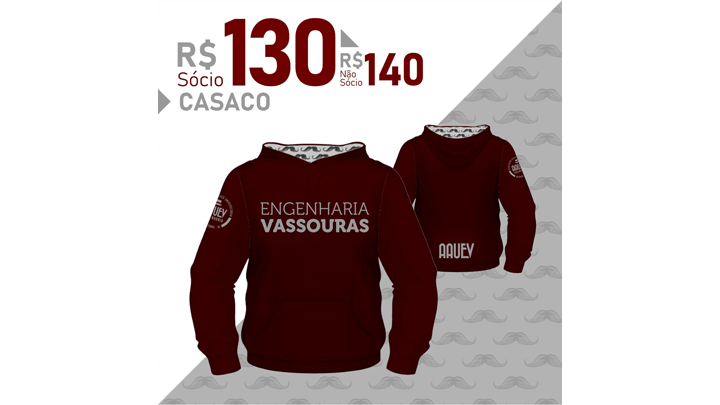 R$ 130
Sócio
R$ 140
Não
Sócio
CASACO
ENGENHARIA
VASSOURAS
AAUEV